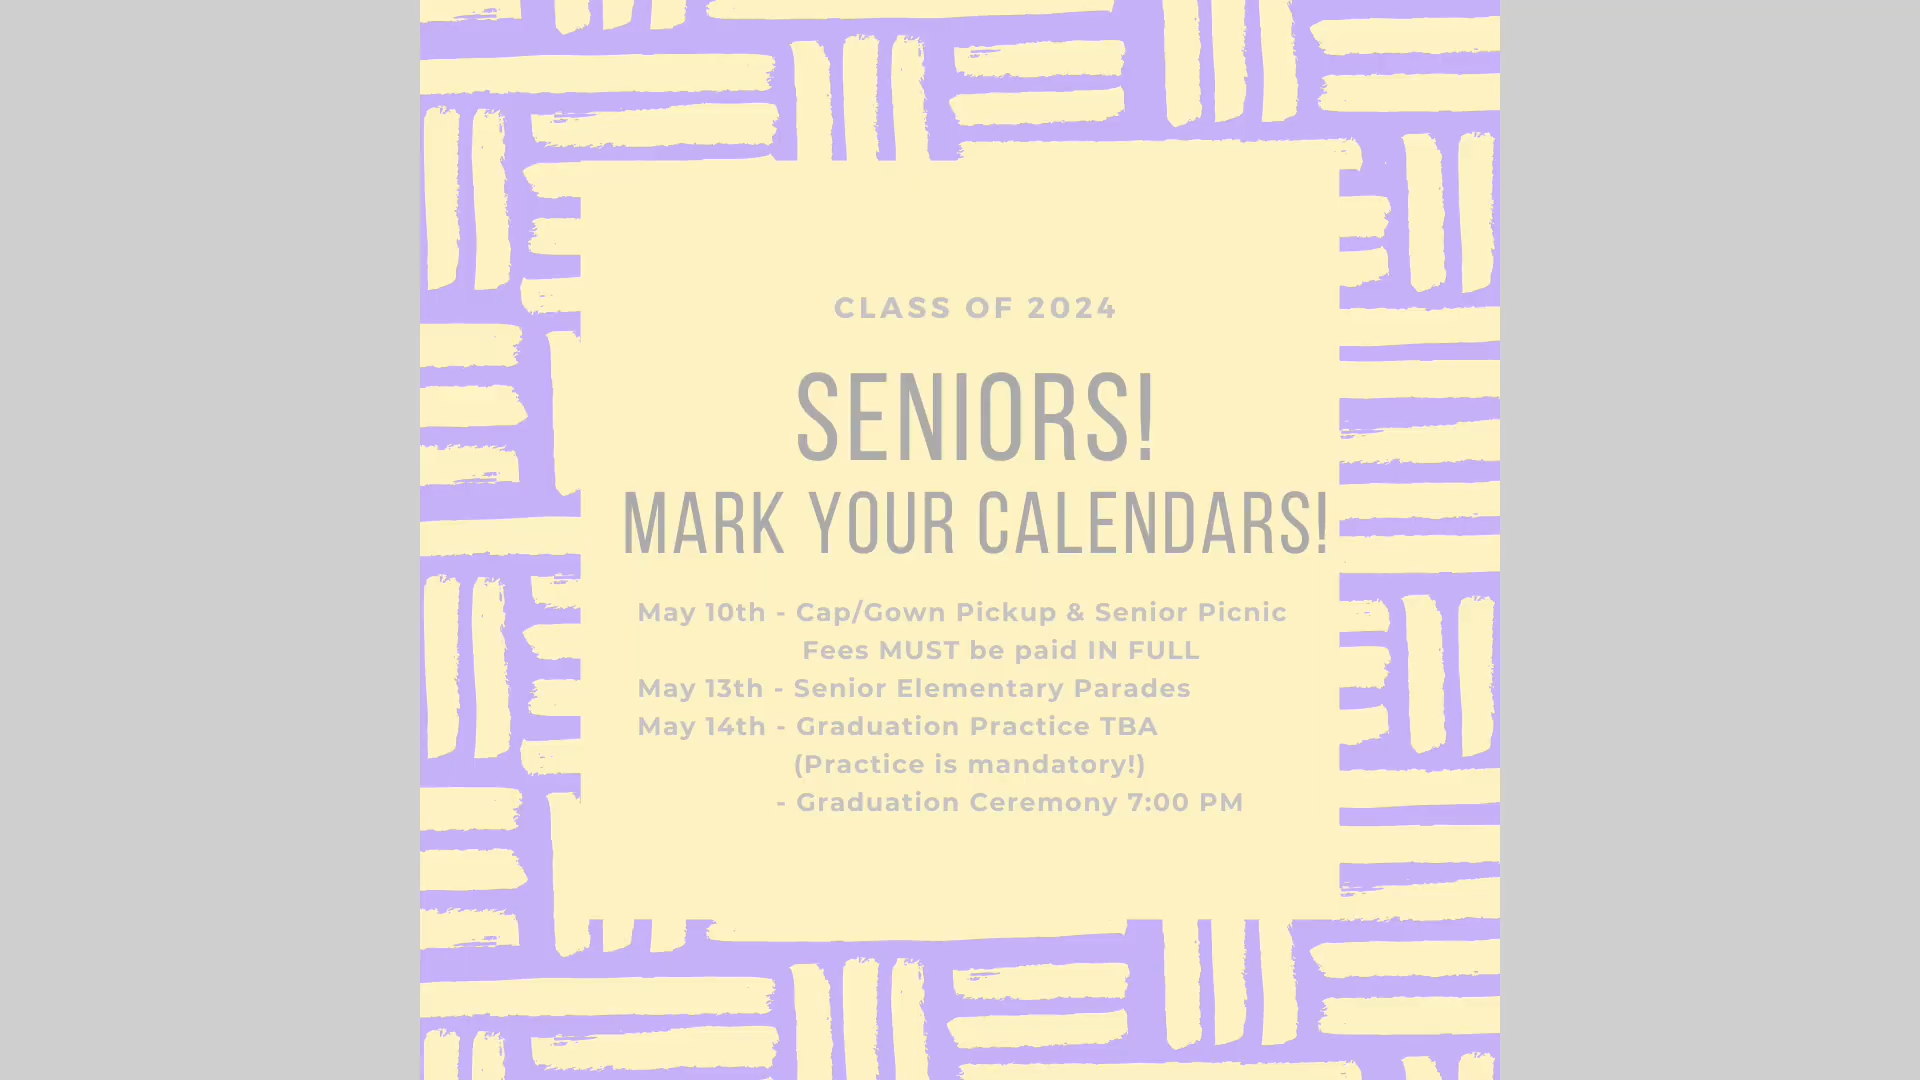 CLASS OF 2024
SENIORS!
MARK YOUR CALENDARS!
May 10th - Cap/Gown Pickup & Senior Picnic
Fees MUST be paid IN FULL
May 13th - Senior Elementary Parades
May 14th - Graduation Practice TBA
(Practice is mandatory!)
- Graduation Ceremony 7:00 PM